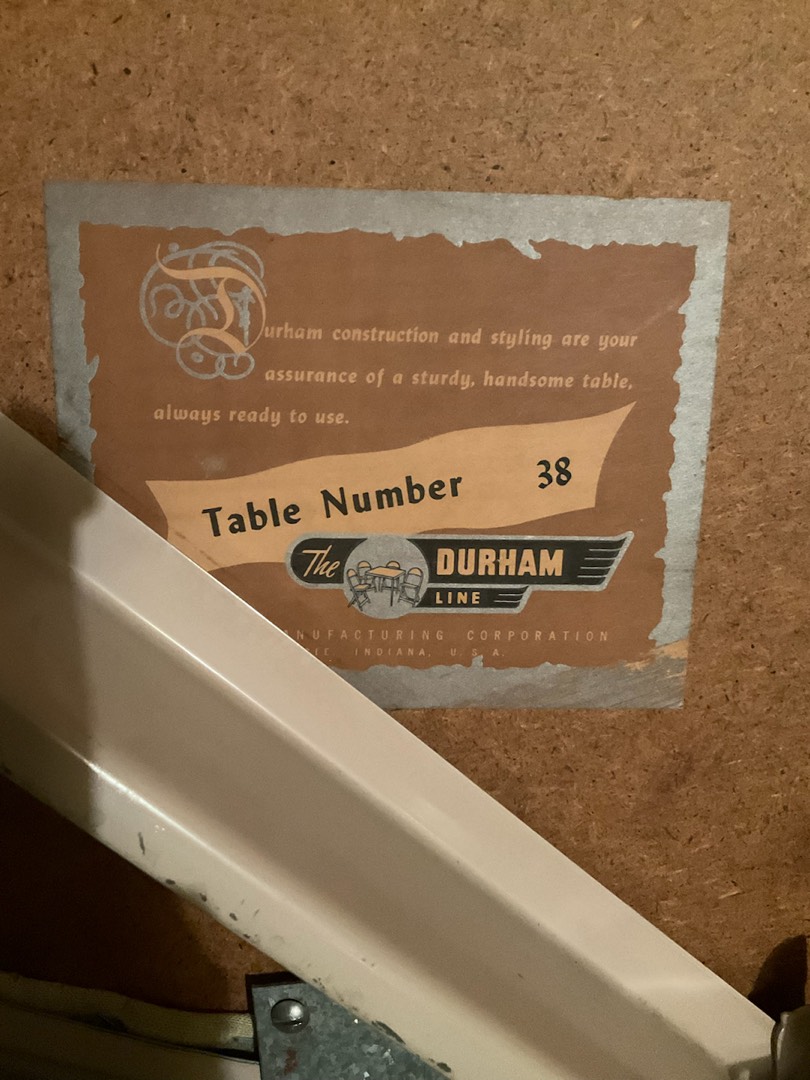 Durham construction and styling are your
assurance of a sturdy, handsome table,
always ready to use.
Table Number 38
The DURHAM
LINE
CORPORATION
INDIANA, U.S.A.